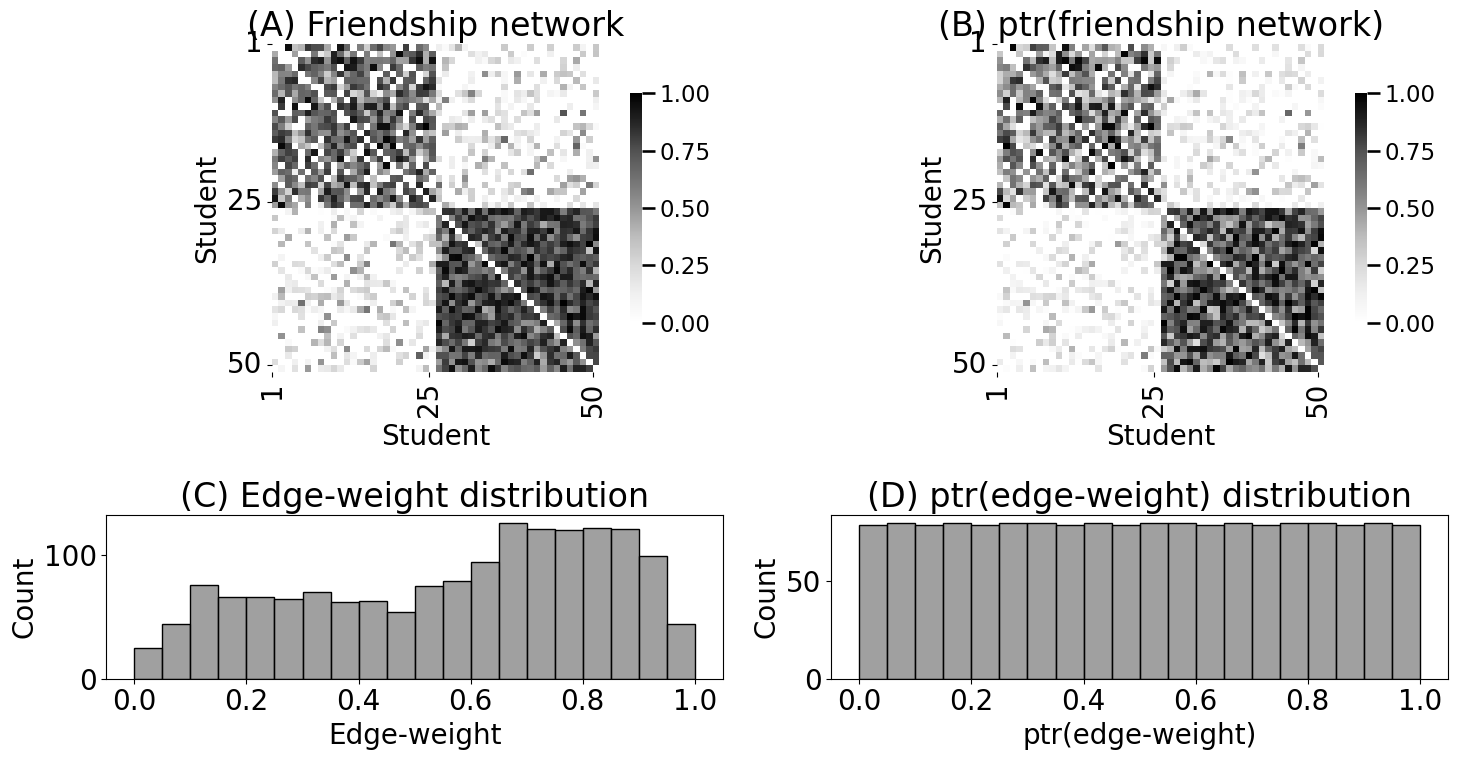 (A) Friendship network
1
25
50
Student
1
25
50
Student
1.00
0.75
0.50
0.25
0.00
(B) ptr(friendship network)
1
25
50
Student
1
25
50
Student
1.00
0.75
0.50
0.25
0.00
(C) Edge-weight distribution
100
0
Count
0.0 0.2 0.4 0.6 0.8 1.0
Edge-weight
(D) ptr(edge-weight) distribution
50
0
Count
0.0 0.2 0.4 0.6 0.8 1.0
ptr(edge-weight)